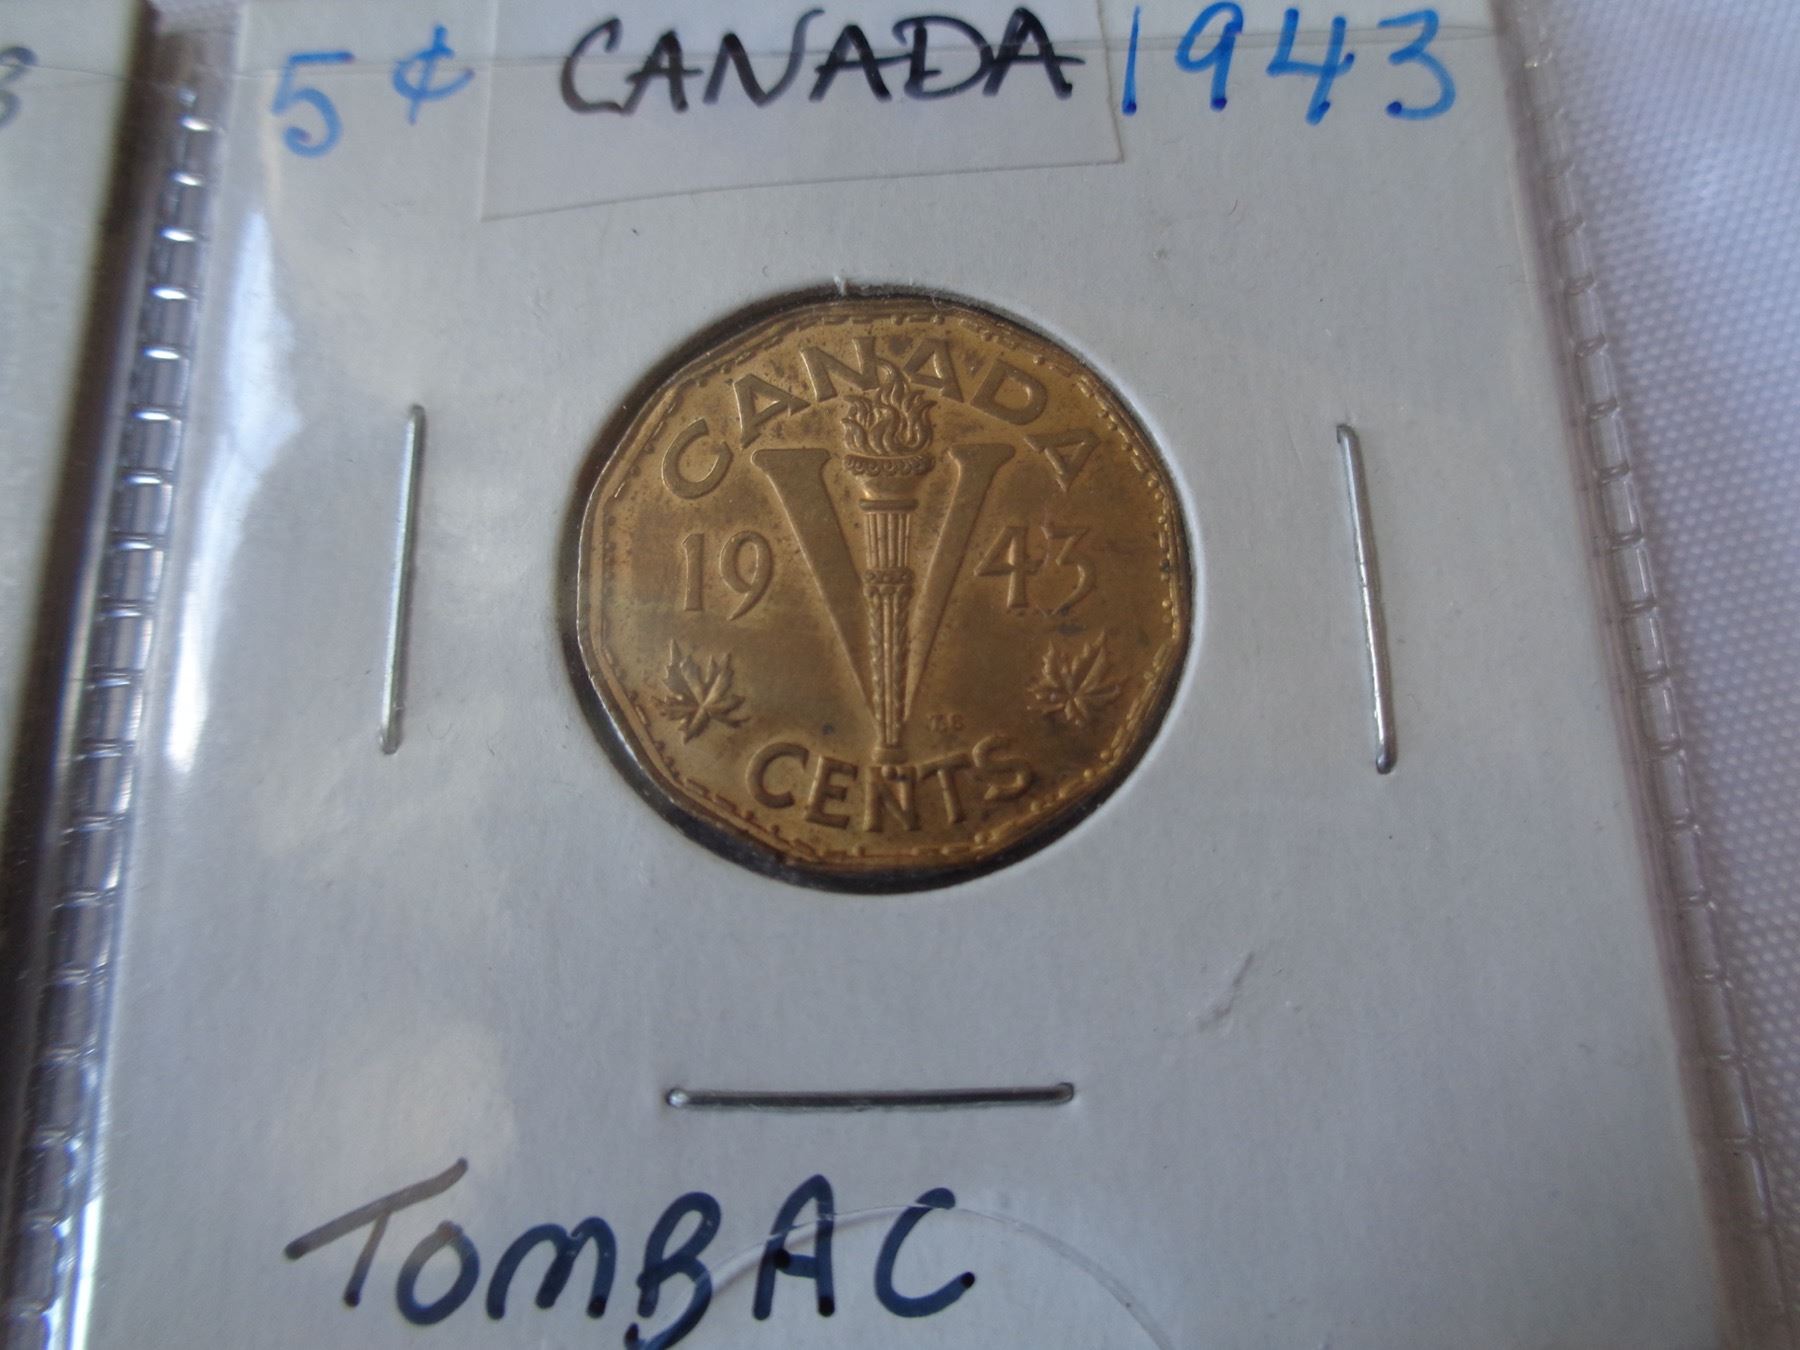 5¢ CANADA 1943
CANADA
19 V 43
CENTS
TOMBAC